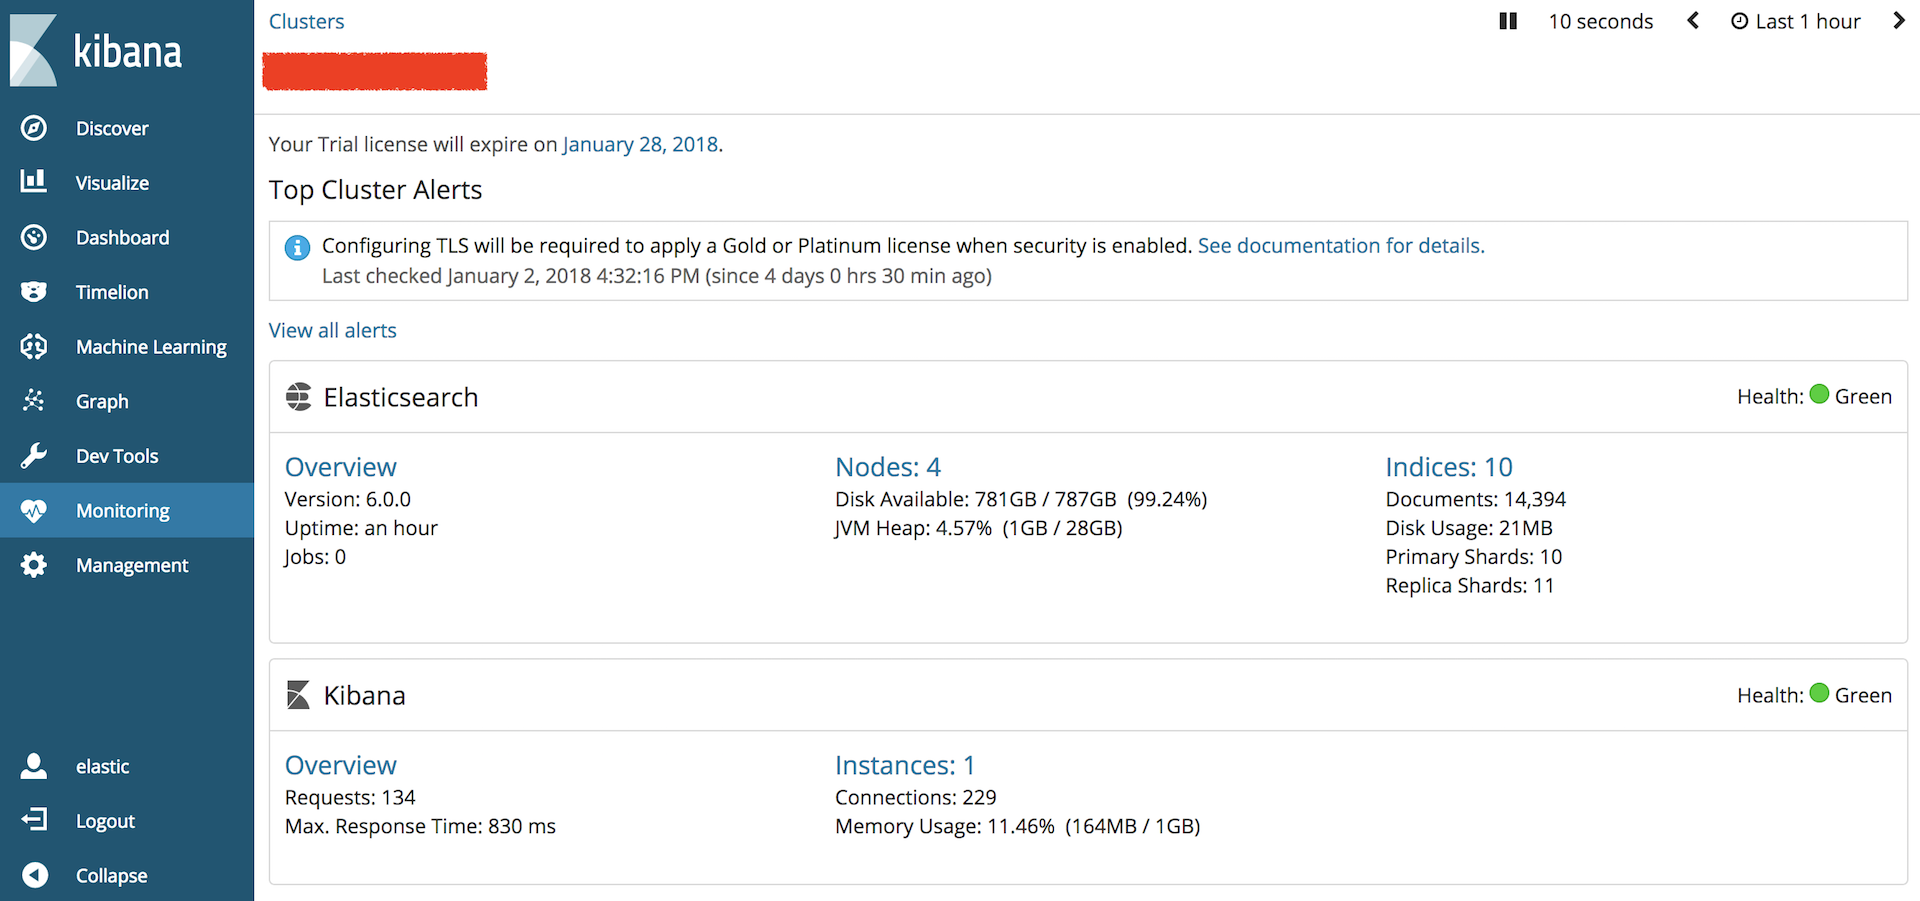 kibana
Discover
Visualize
Dashboard
Timelion
Machine Learning
Graph
Dev Tools
Monitoring
Management
elastic
Logout
Collapse
Clusters
10 seconds
Last 1 hour
Your Trial license will expire on January 28, 2018.
Top Cluster Alerts
Configuring TLS will be required to apply a Gold or Platinum license when security is enabled. See documentation for details.
Last checked January 2, 2018 4:32:16 PM (since 4 days 0 hrs 30 min ago)
View all alerts
Elasticsearch
Health: Green
Overview
Version: 6.0.0
Uptime: an hour
Jobs: 0
Nodes: 4
Disk Available: 781GB / 787GB (99.24%)
JVM Heap: 4.57% (1GB / 28GB)
Indices: 10
Documents: 14,394
Disk Usage: 21MB
Primary Shards: 10
Replica Shards: 11
Kibana
Health: Green
Overview
Requests: 134
Max. Response Time: 830 ms
Instances: 1
Connections: 229
Memory Usage: 11.46% (164MB / 1GB)